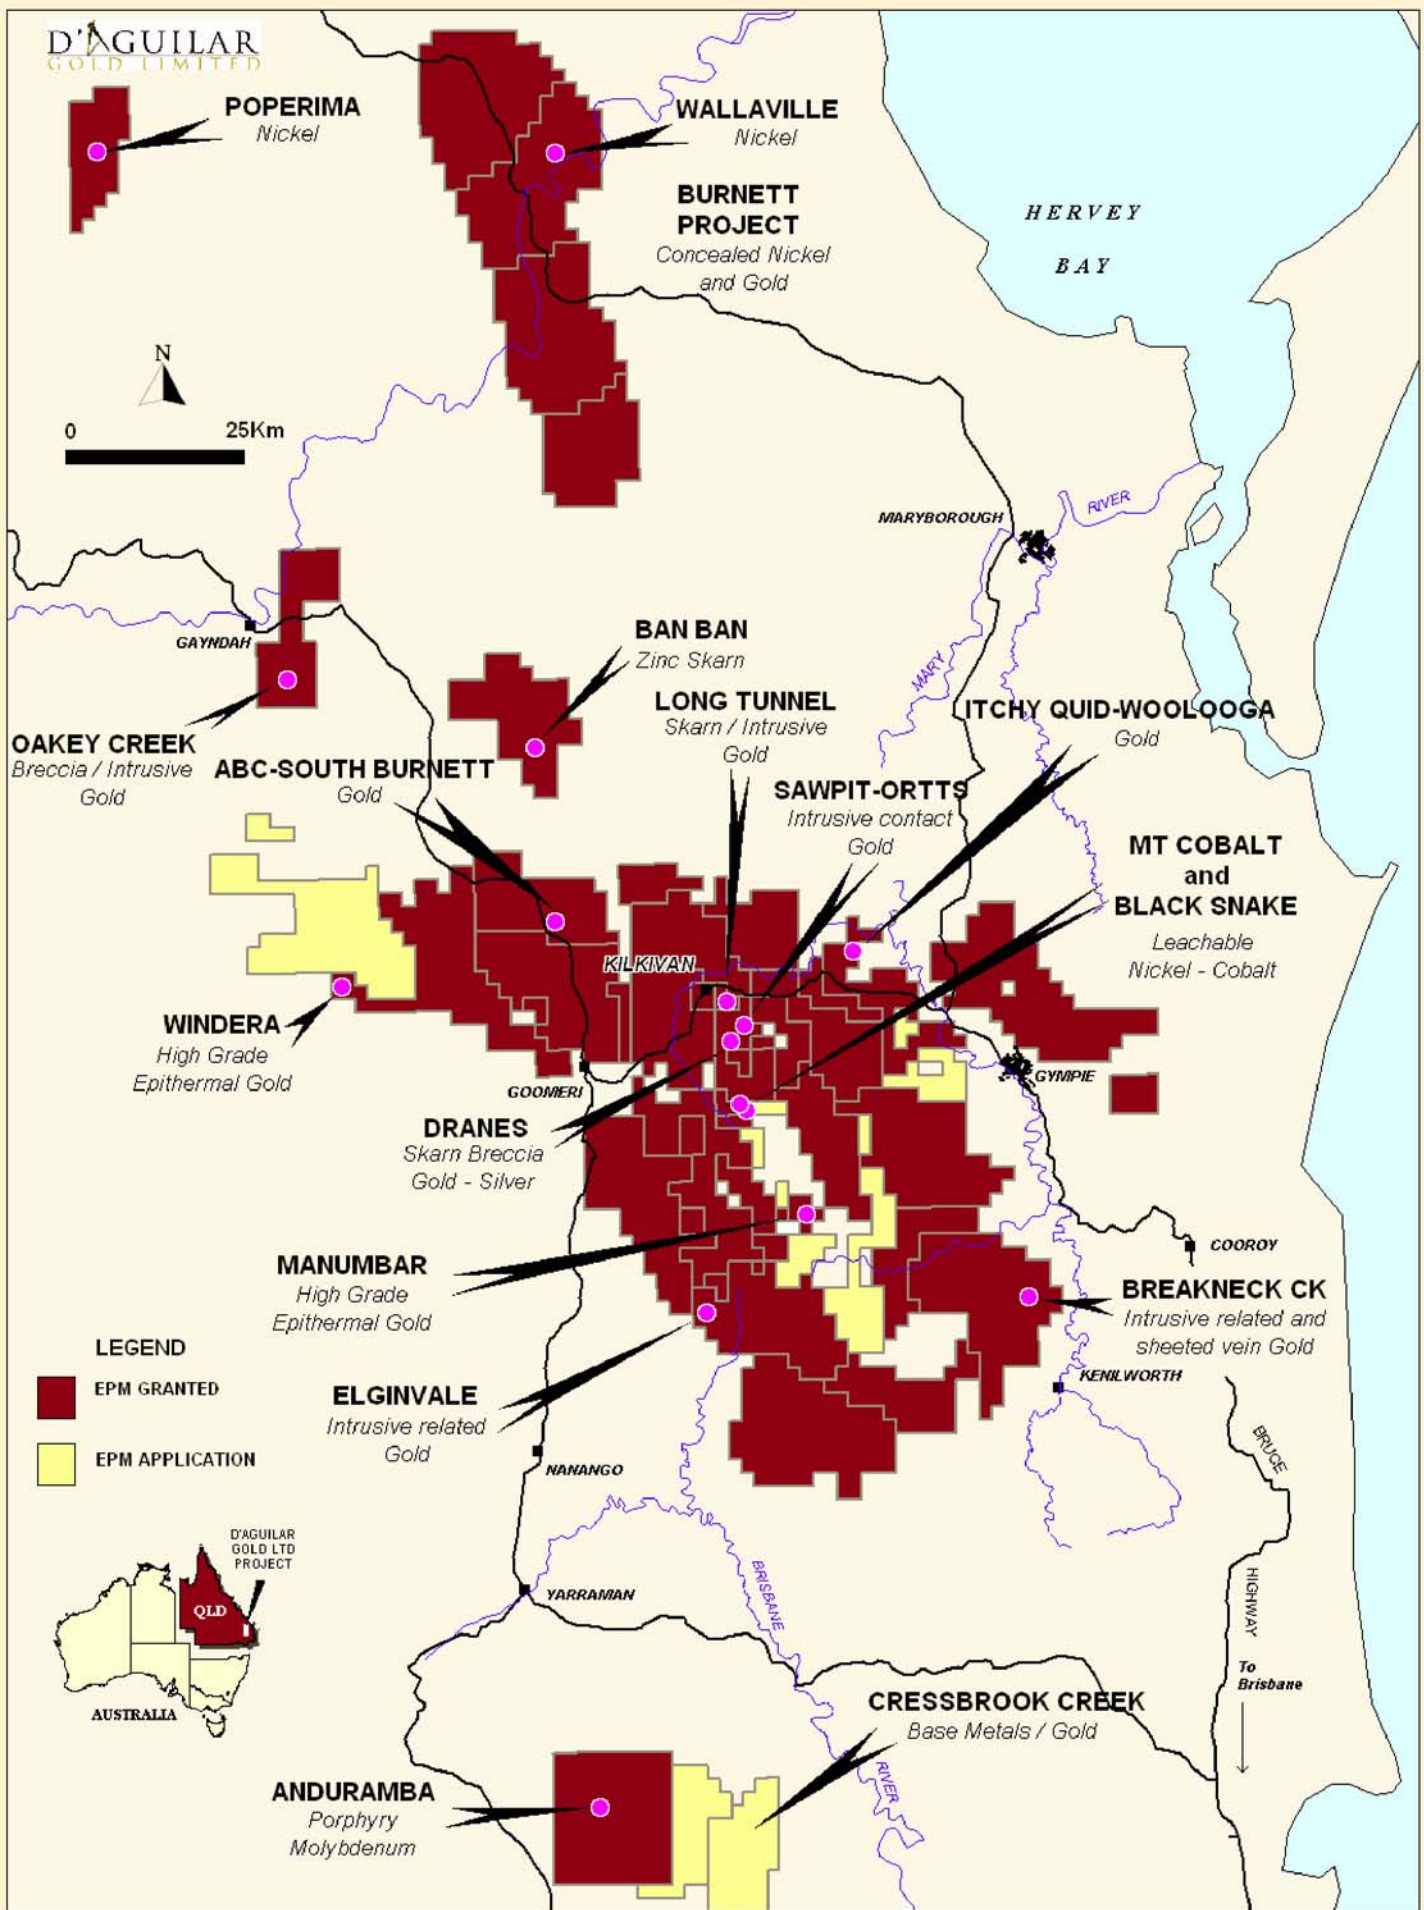 D'AGUILAR
GOLD LIMITED
POPERIMA
Nickel
WALLAVILLE
Nickel
BURNETT
PROJECT
Concealed Nickel
and Gold
HERVEY
BAY
N
0 25Km
MARYBOROUGH
RIVER
GAYNDAH
BAN BAN
Zinc Skarn
MARY
LONG TUNNEL
Skarn / Intrusive
Gold
ITCHY QUID-WOOLOOGA
Gold
OAKEY CREEK
Breccia / Intrusive
Gold
ABC-SOUTH BURNETT
Gold
SAWPIT-ORTTS
Intrusive contact
Gold
MT COBALT
and
BLACK SNAKE
Leachable
Nickel - Cobalt
KILKIVAN
WINDERA
High Grade
Epithermal Gold
GOOMERI
GYMPIE
DRANES
Skarn Breccia
Gold - Silver
MANUMBAR
High Grade
Epithermal Gold
COOROY
BREAKNECK CK
Intrusive related and
sheeted vein Gold
KENILWORTH
LEGEND
EPM GRANTED
EPM APPLICATION
ELGINVALE
Intrusive related
Gold
NANANGO
BRUCE
HIGHWAY
To
Brisbane
D'AGUILAR
GOLD LTD
PROJECT
QLD
AUSTRALIA
YARRAMAN
BRISBANE
RIVER
CRESSBROOK CREEK
Base Metals / Gold
ANDURAMBA
Porphyry
Molybdenum